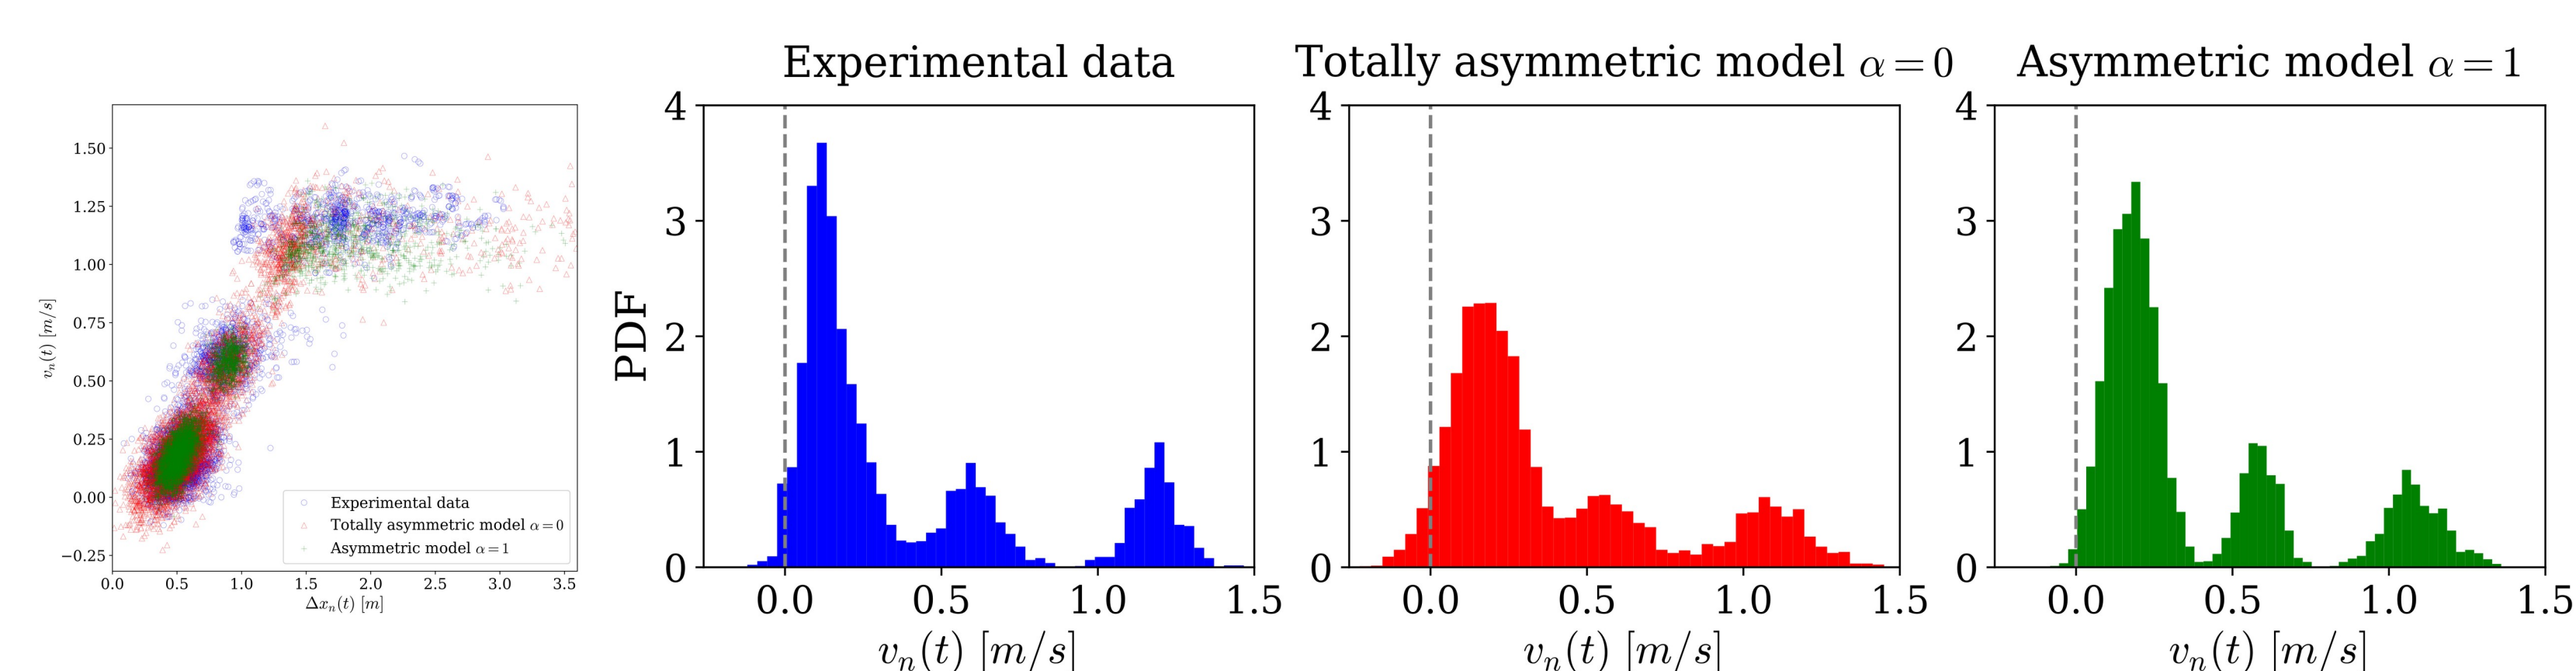 Experimental data
Totally asymmetric model α = 0
Asymmetric model α = 1
1.50
1.25
1.00
0.75
0.50
0.25
0.00
−0.25
v_n(t) [m/s]
0.0 0.5 1.0 1.5 2.0 2.5 3.0 3.5
Δx_n(t) [m]
Experimental data
Totally asymmetric model α = 0
Asymmetric model α = 1
PDF
4
3
2
1
0
0.0 0.5 1.0 1.5
v_n(t) [m/s]
4
3
2
1
0
0.0 0.5 1.0 1.5
v_n(t) [m/s]
4
3
2
1
0
0.0 0.5 1.0 1.5
v_n(t) [m/s]